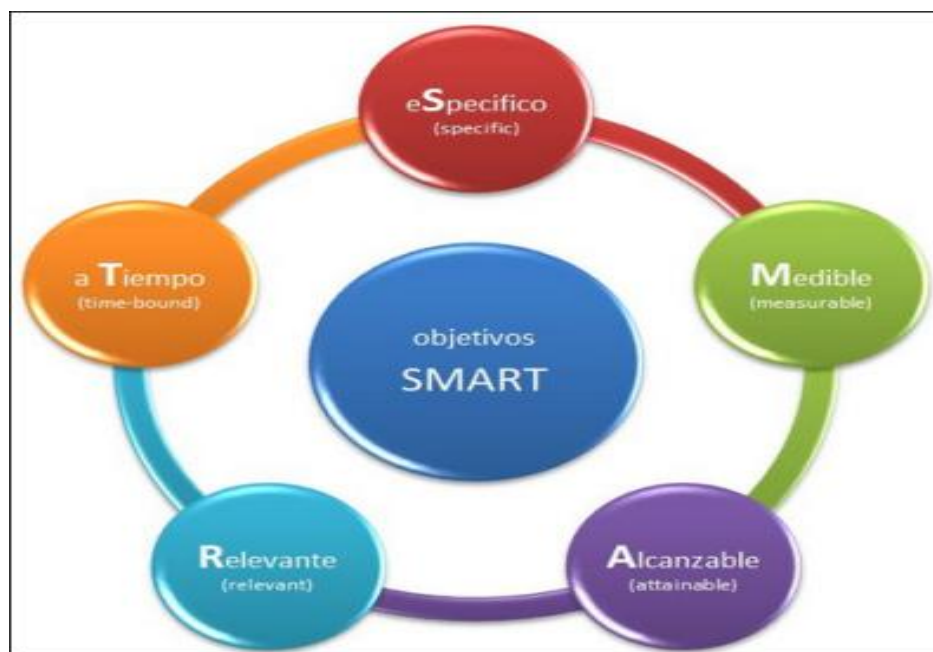 eSpecifico
(specific)
a Tiempo
(time-bound)
Medible
(measurable)
objetivos
SMART
Relevante
(relevant)
Alcanzable
(attainable)